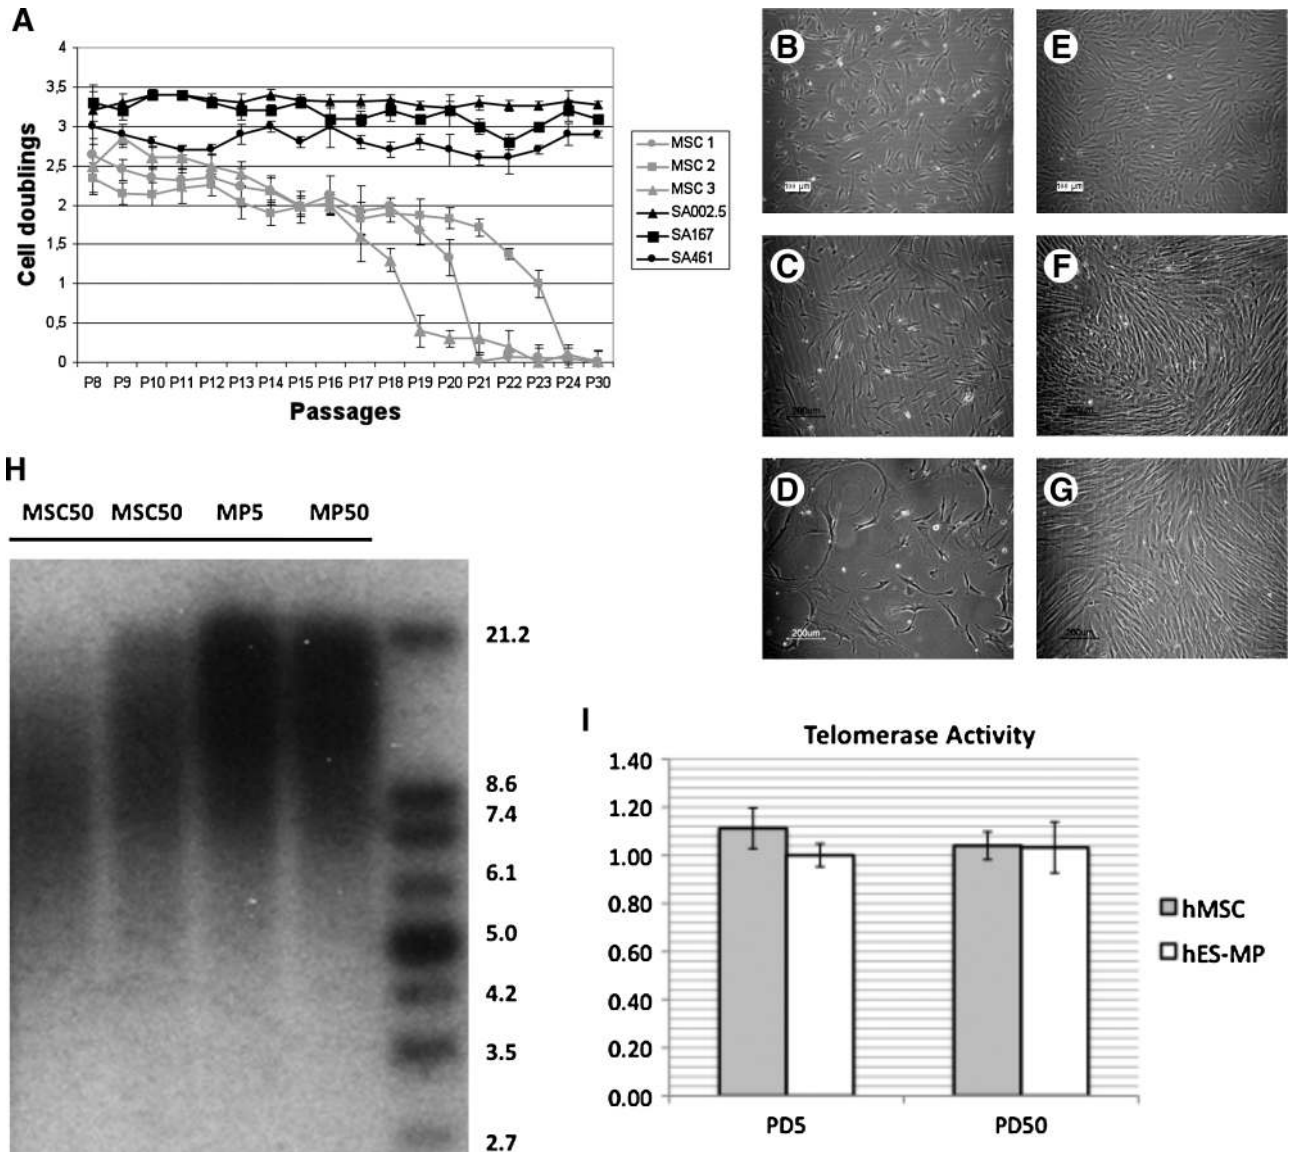 A
4
3,5
3
2,5
2
1,5
1
0,5
0
Cell doublings
P8 P9 P10 P11 P12 P13 P14 P15 P16 P17 P18 P19 P20 P21 P22 P23 P24 P30
Passages
MSC 1
MSC 2
MSC 3
SA002.5
SA167
SA461
B
E
C
200um
F
200um
D
200um
G
200um
H
MSC50 MSC50 MP5 MP50
21.2
8.6
7.4
6.1
5.0
4.2
3.5
2.7
I
Telomerase Activity
1.40
1.20
1.00
0.80
0.60
0.40
0.20
0.00
PD5 PD50
hMSC
hES-MP